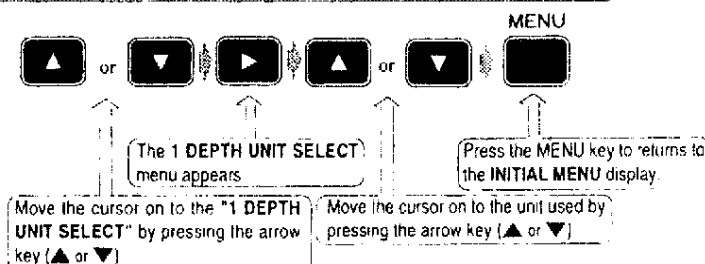 MENU
▲ or ▼ ▶ ▲ or ▼
The 1 DEPTH UNIT SELECT
menu appears
Press the MENU key to returns to
the INITIAL MENU display.
Move the cursor on to the "1 DEPTH
UNIT SELECT" by pressing the arrow
key (▲ or ▼)
Move the cursor on to the unit used by
pressing the arrow key (▲ or ▼)